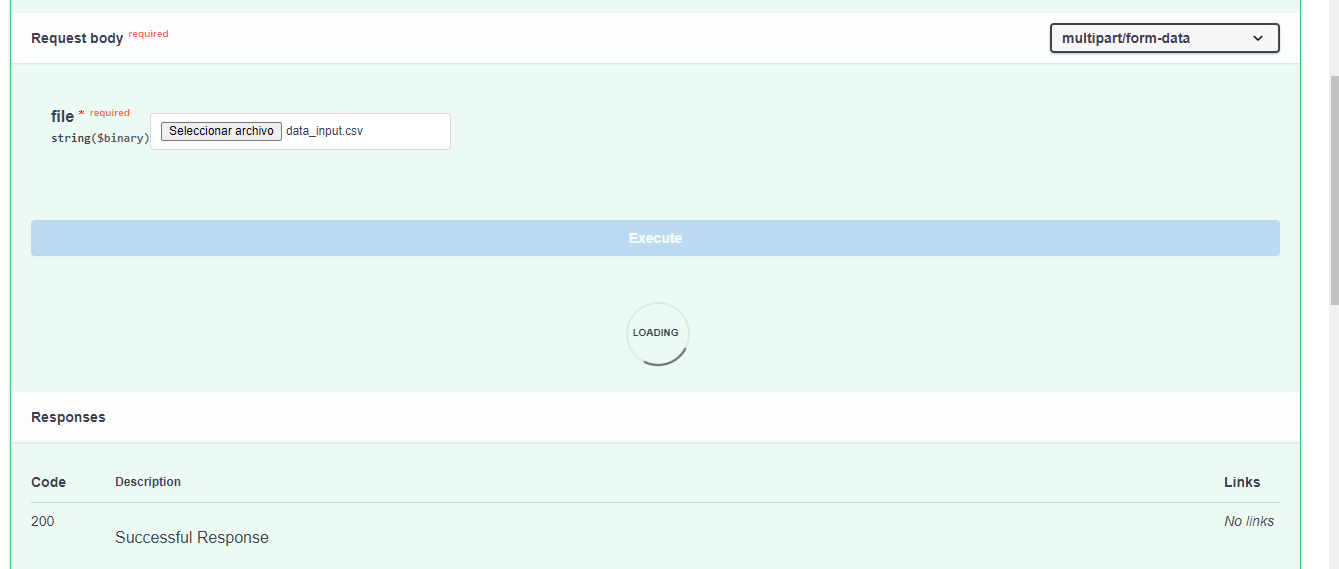 Request body required
multipart/form-data
file * required
string($binary)
Seleccionar archivo data_input.csv
Execute
LOADING
Responses
Code Description Links
200 No links
Successful Response